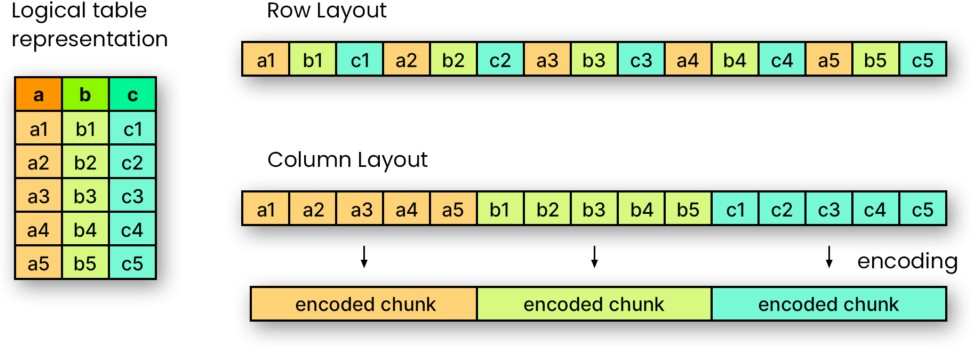 Logical table
representation
a b c
a1 b1 c1
a2 b2 c2
a3 b3 c3
a4 b4 c4
a5 b5 c5
Row Layout
a1 b1 c1 a2 b2 c2 a3 b3 c3 a4 b4 c4 a5 b5 c5
Column Layout
a1 a2 a3 a4 a5 b1 b2 b3 b4 b5 c1 c2 c3 c4 c5
encoding
encoded chunk encoded chunk encoded chunk